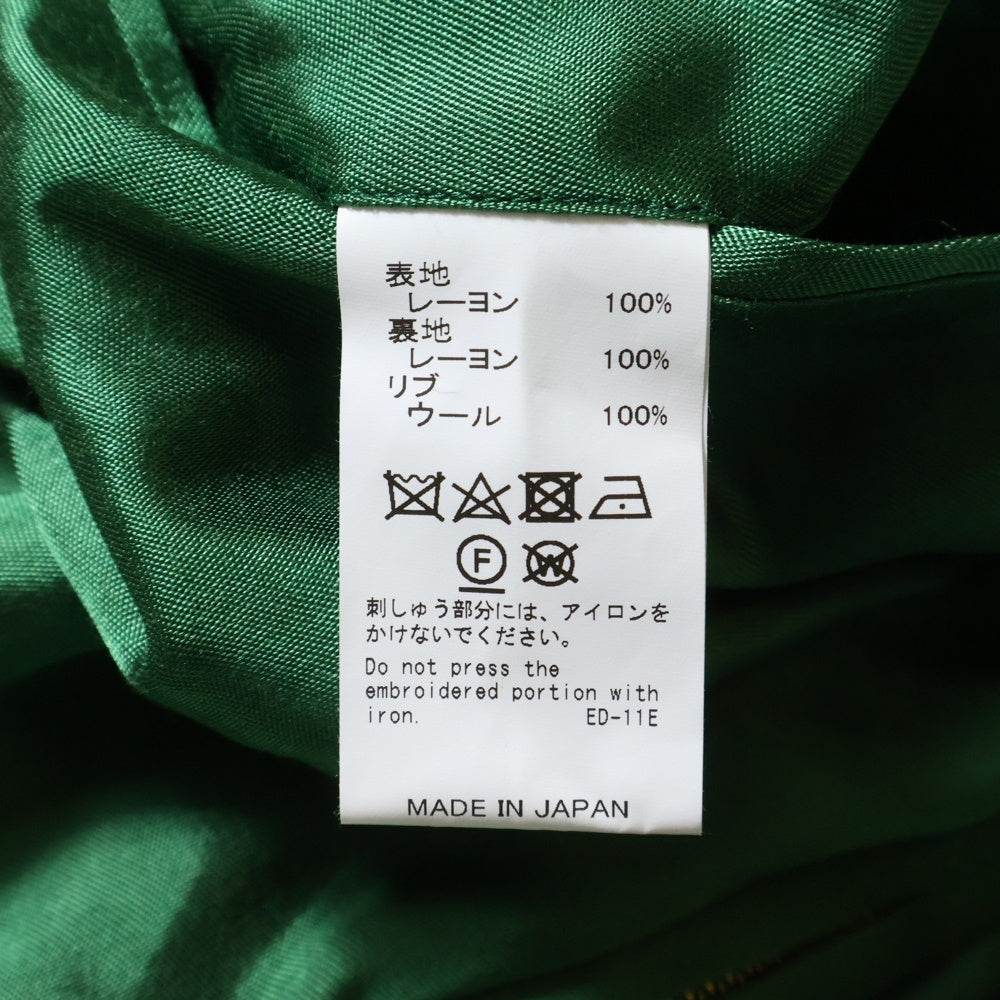 表地
レーヨン 100%
裏地
レーヨン 100%
リブ
ウール 100%
F W
刺しゅう部分には、アイロンを
かけないでください。
Do not press the
embroidered portion with
iron. ED-11E
MADE IN JAPAN